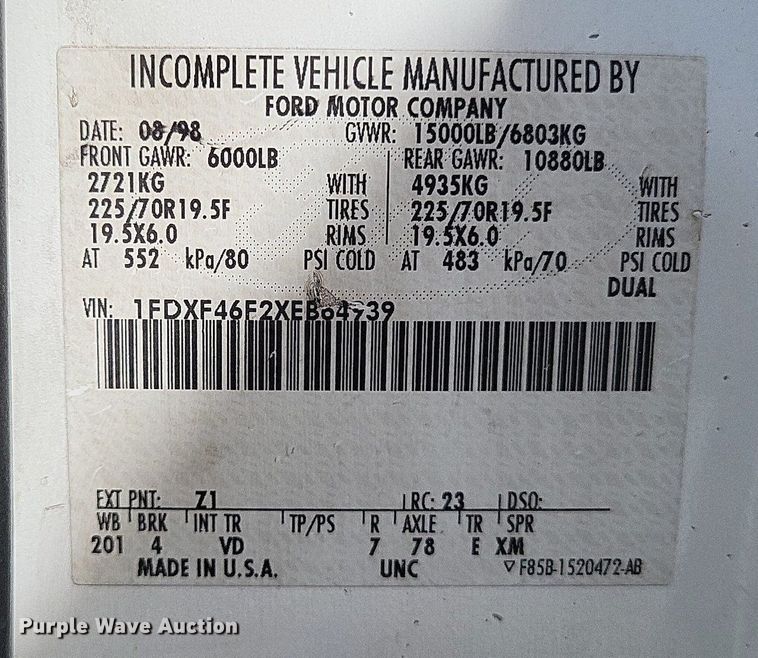 INCOMPLETE VEHICLE MANUFACTURED BY
FORD MOTOR COMPANY
DATE: 08/98 GVWR: 15000LB/6803KG
FRONT GAWR: 6000LB REAR GAWR: 10880LB
2721KG WITH 4935KG WITH
225/70R19.5F TIRES 225/70R19.5F TIRES
19.5X6.0 RIMS 19.5X6.0 RIMS
AT 552 kPa/80 PSI COLD AT 483 kPa/70 PSI COLD
DUAL
VIN:
EXT PNT: Z1 RC: 23 DSO:
WB BRK INT TR TP/PS R AXLE TR SPR
201 4 VD 7 78 E XM
MADE IN U.S.A. UNC ▽ F85B-1520472-AB
Purple Wave Auction